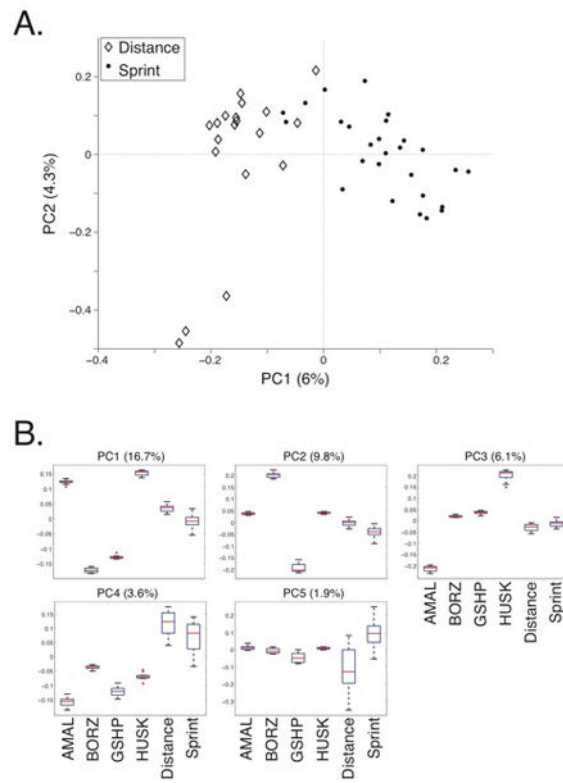 A.
◇ Distance
• Sprint
0.2
0
−0.2
−0.4
PC2 (4.3%)
−0.4
−0.2
0
0.2
PC1 (6%)
B.
PC1 (16.7%)
PC2 (9.8%)
PC3 (6.1%)
PC4 (3.6%)
PC5 (1.9%)
AMAL
BORZ
GSHP
HUSK
Distance
Sprint
AMAL
BORZ
GSHP
HUSK
Distance
Sprint
AMAL
BORZ
GSHP
HUSK
Distance
Sprint